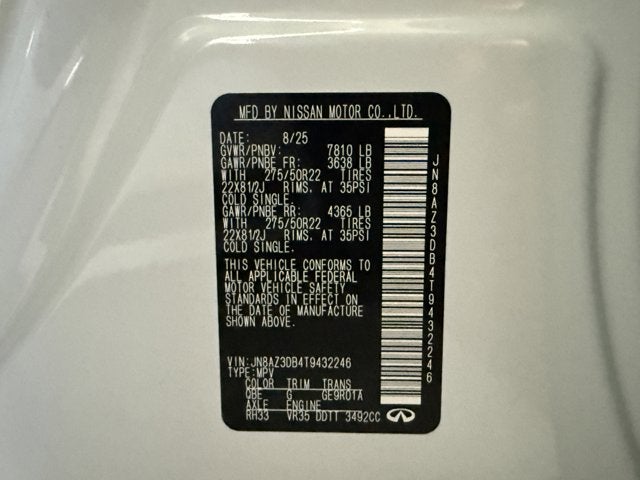 MFD BY NISSAN MOTOR CO.,LTD.
DATE: 8/25
GVWR/PNBV: 7810 LB
GAWR/PNBE FR: 3638 LB
WITH 275/50R22 TIRES
22X81/2J RIMS. AT 35PSI
COLD SINGLE.
GAWR/PNBE RR: 4365 LB
WITH 275/50R22 TIRES
22X81/2J RIMS. AT 35PSI
COLD SINGLE.
THIS VEHICLE CONFORMS TO
ALL APPLICABLE FEDERAL
MOTOR VEHICLE SAFETY
STANDARDS IN EFFECT ON
THE DATE OF MANUFACTURE
SHOWN ABOVE.
VIN:JN8AZ3DB4T9432246
TYPE:MPV
COLOR TRIM TRANS
QBE G GE9R01A
AXLE ENGINE
RH33 VR35 DDTT 3492CC
JN8AZ3DB4T9432246